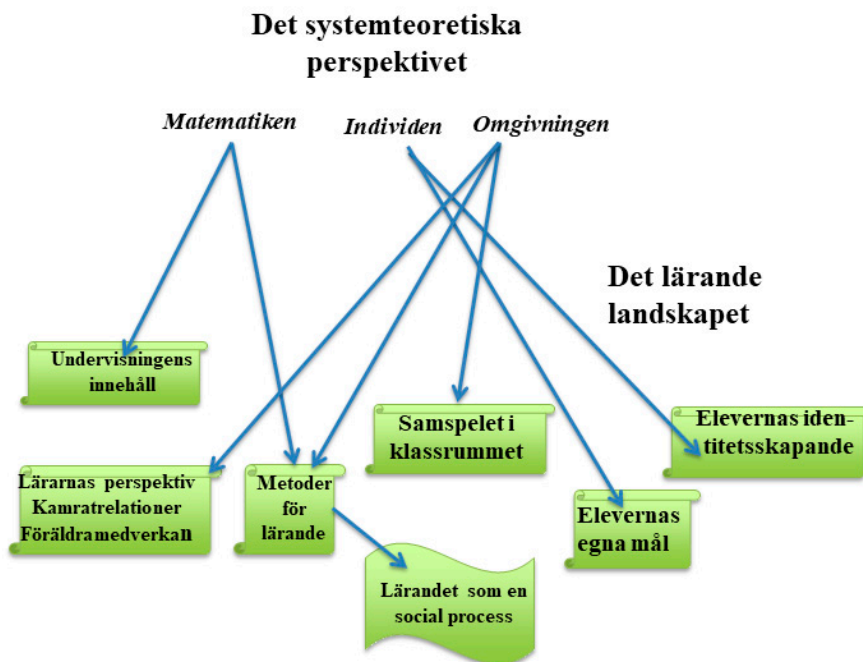 Det systemteoretiska
perspektivet
Matematiken
Individen
Omgivningen
Det lärande
landskapet
Undervisningens
innehåll
Samspelet i
klassrummet
Elevernas iden-
titetsskapande
Lärarnas perspektiv
Kamratrelationer
Föräldramedverkan
Metoder
för
lärande
Elevernas
egna mål
Lärandet som en
social process